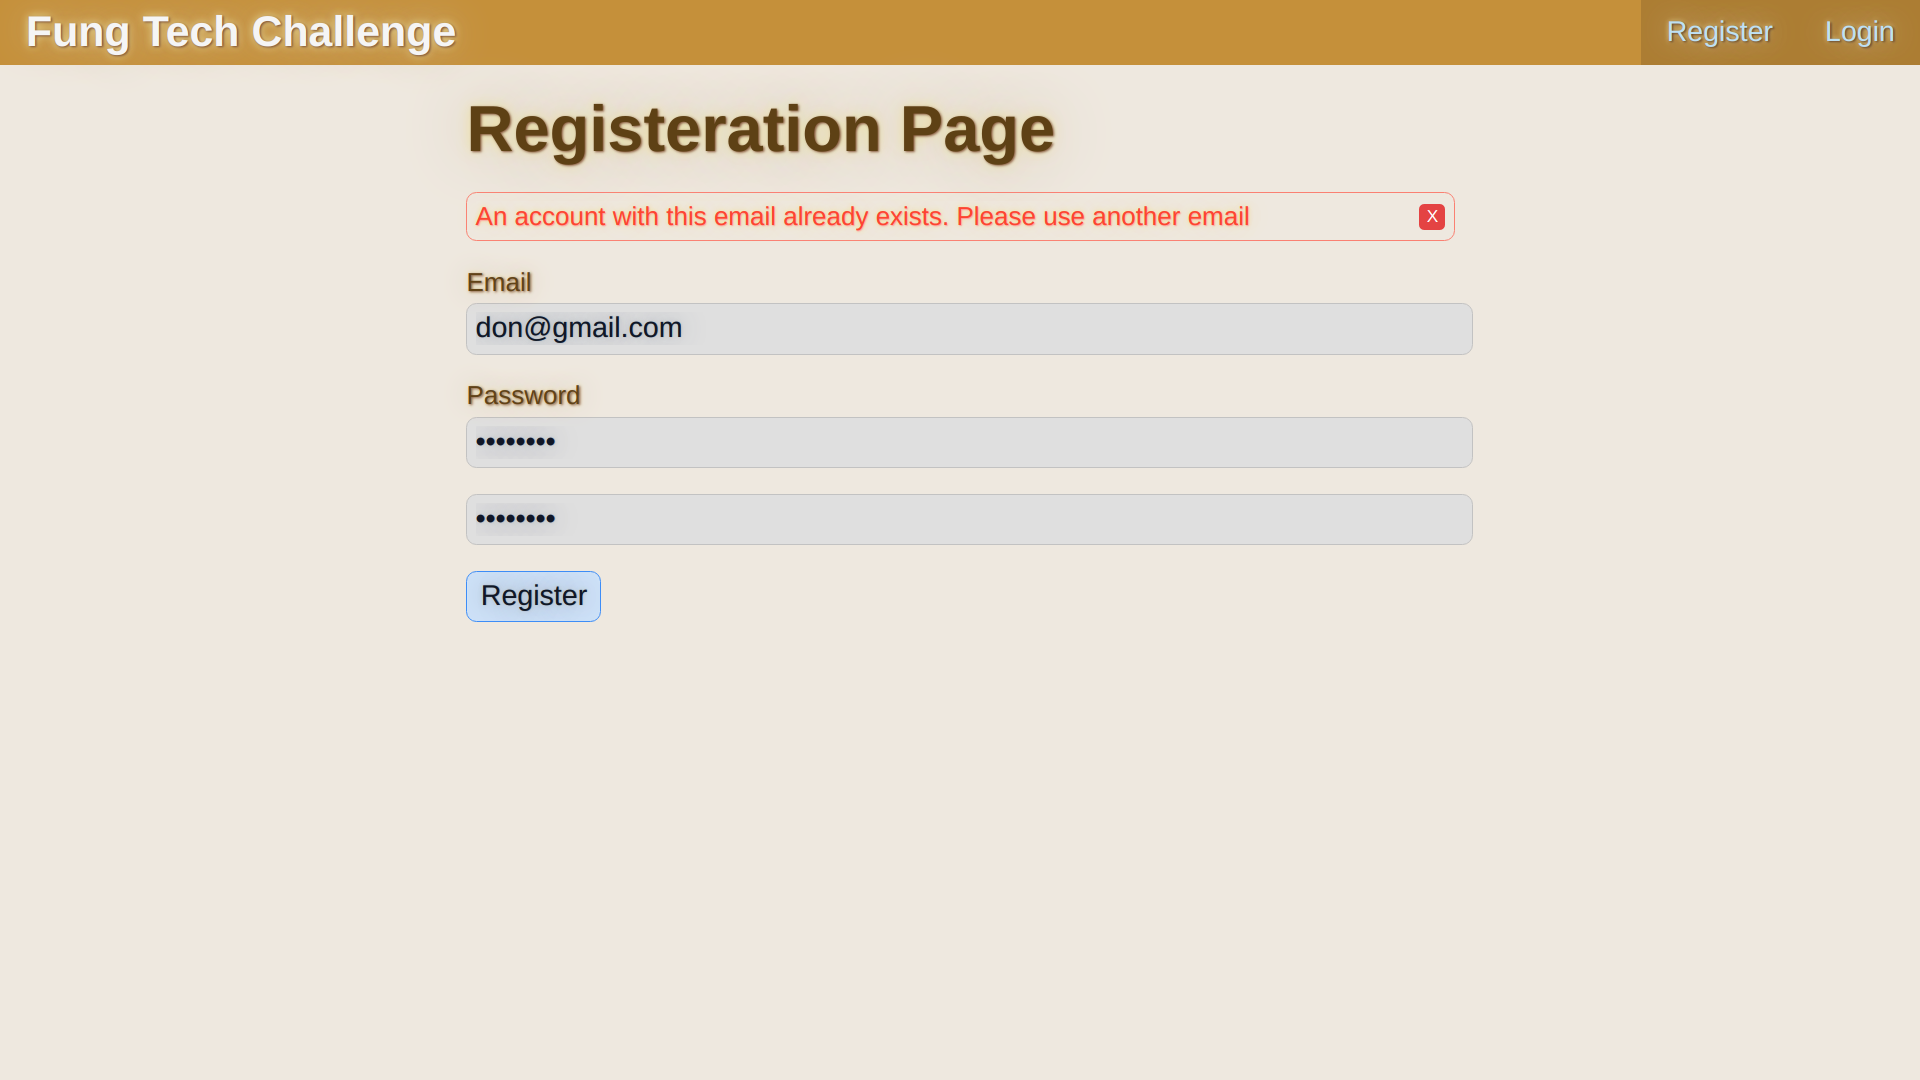 Fung Tech Challenge
Register
Login
Registeration Page
An account with this email already exists. Please use another email
X
Email
don@gmail.com
Password
••••••••
••••••••
Register